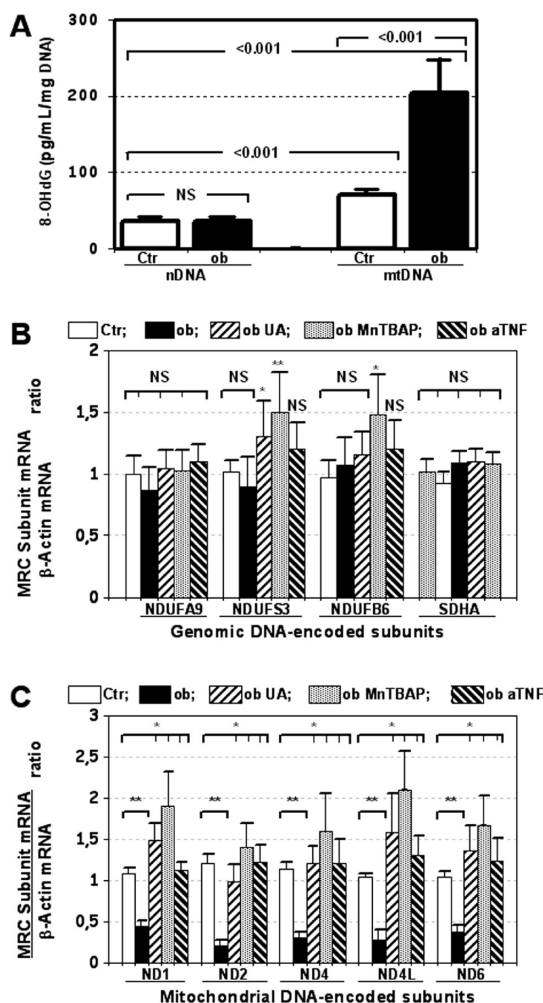 A
8-OHdG (pg/mL/mg DNA)
300
200
100
0
<0.001
<0.001
<0.001
NS
Ctr ob Ctr ob
nDNA mtDNA
Ctr; ob; ob UA; ob MnTBAP; ob aTNF
B
MRC Subunit mRNA
β-Actin mRNA
ratio
2
1,5
1
0,5
0
NS NS * ** NS NS * NS NS
NDUFA9 NDUFS3 NDUFB6 SDHA
Genomic DNA-encoded subunits
Ctr; ob; ob UA; ob MnTBAP; ob aTNF
C
MRC Subunit mRNA
β-Actin mRNA
ratio
3
2,5
2
1,5
1
0,5
0
* * * * *
** ** ** ** **
ND1 ND2 ND4 ND4L ND6
Mitochondrial DNA-encoded subunits